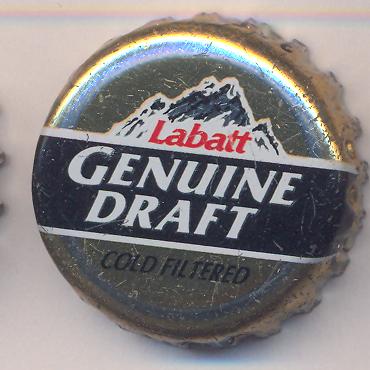 Labatt
GENUINE
DRAFT
COLD FILTERED